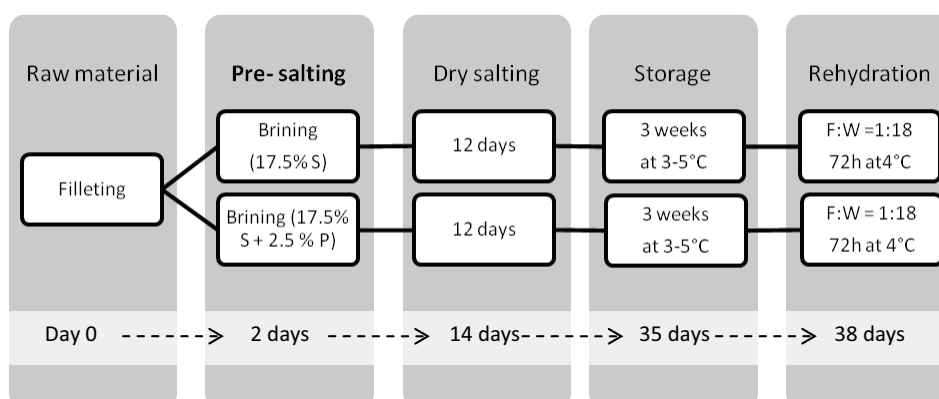 Raw material
Pre- salting
Dry salting
Storage
Rehydration
Filleting
Brining
(17.5% S)
12 days
3 weeks
at 3-5°C
F:W =1:18
72h at4°C
Brining (17.5%
S + 2.5 % P)
12 days
3 weeks
at 3-5°C
F:W = 1:18
72h at 4°C
Day 0
2 days
14 days
35 days
38 days